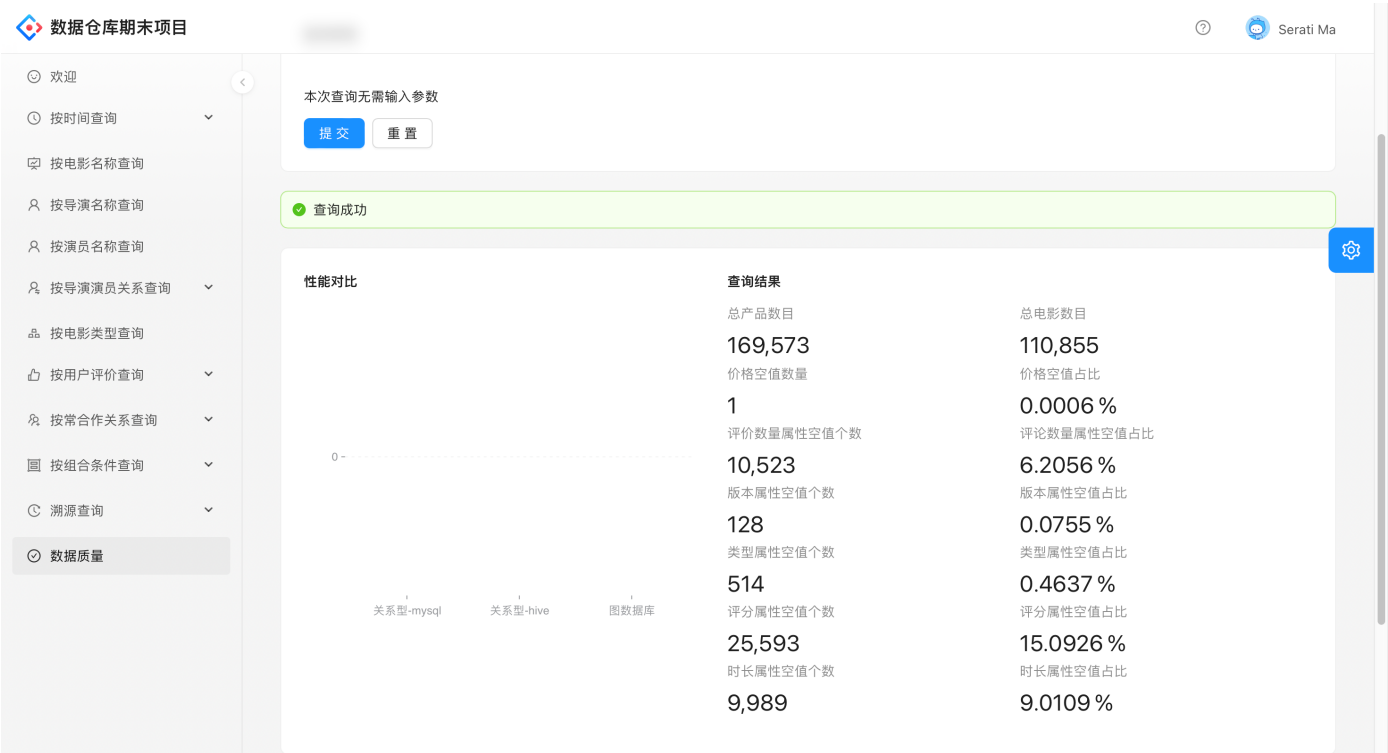 数据仓库期末项目
Serati Ma
欢迎
按时间查询
按电影名称查询
按导演名称查询
按演员名称查询
按导演演员关系查询
按电影类型查询
按用户评价查询
按常合作关系查询
按组合条件查询
溯源查询
数据质量
本次查询无需输入参数
提 交
重 置
查询成功
性能对比
0
关系型-mysql
关系型-hive
图数据库
查询结果
总产品数目
总电影数目
169,573
110,855
价格空值数量
价格空值占比
1
0.0006 %
评价数量属性空值个数
评论数量属性空值占比
10,523
6.2056 %
版本属性空值个数
版本属性空值占比
128
0.0755 %
类型属性空值个数
类型属性空值占比
514
0.4637 %
评分属性空值个数
评分属性空值占比
25,593
15.0926 %
时长属性空值个数
时长属性空值占比
9,989
9.0109 %